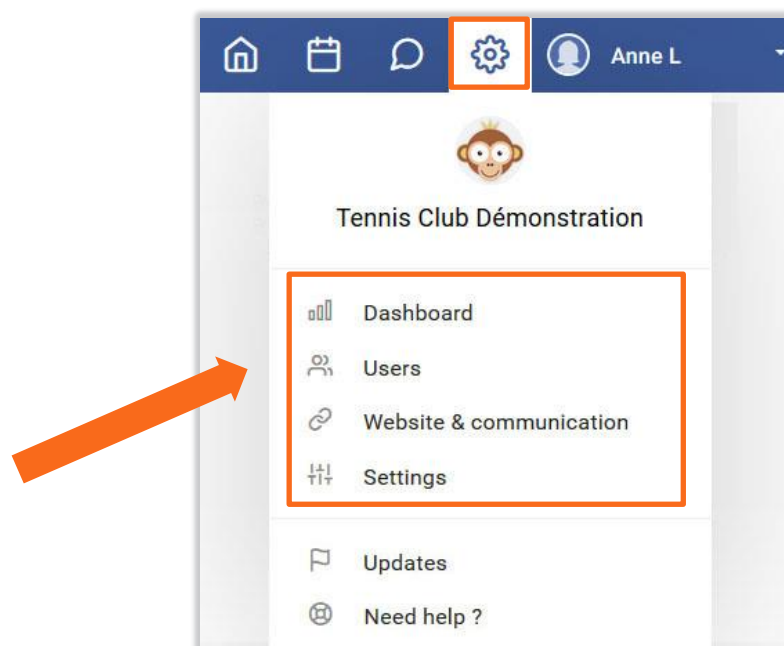 Anne L
Tennis Club Démonstration
Dashboard
Users
Website & communication
Settings
Updates
Need help ?